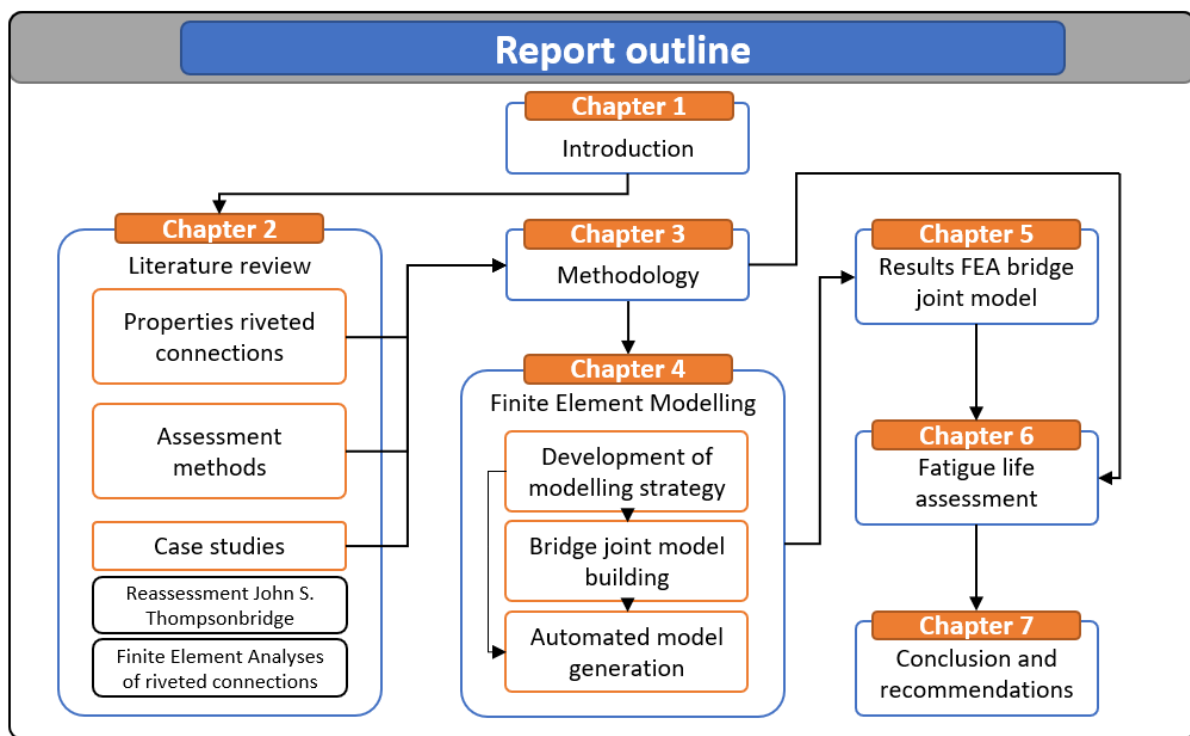 Report outline
Chapter 1
Introduction
Chapter 2
Literature review
Properties riveted
connections
Assessment
methods
Case studies
Reassessment John S.
Thompsonbridge
Finite Element Analyses
of riveted connections
Chapter 3
Methodology
Chapter 4
Finite Element Modelling
Development of
modelling strategy
Bridge joint model
building
Automated model
generation
Chapter 5
Results FEA bridge
joint model
Chapter 6
Fatigue life
assessment
Chapter 7
Conclusion and
recommendations